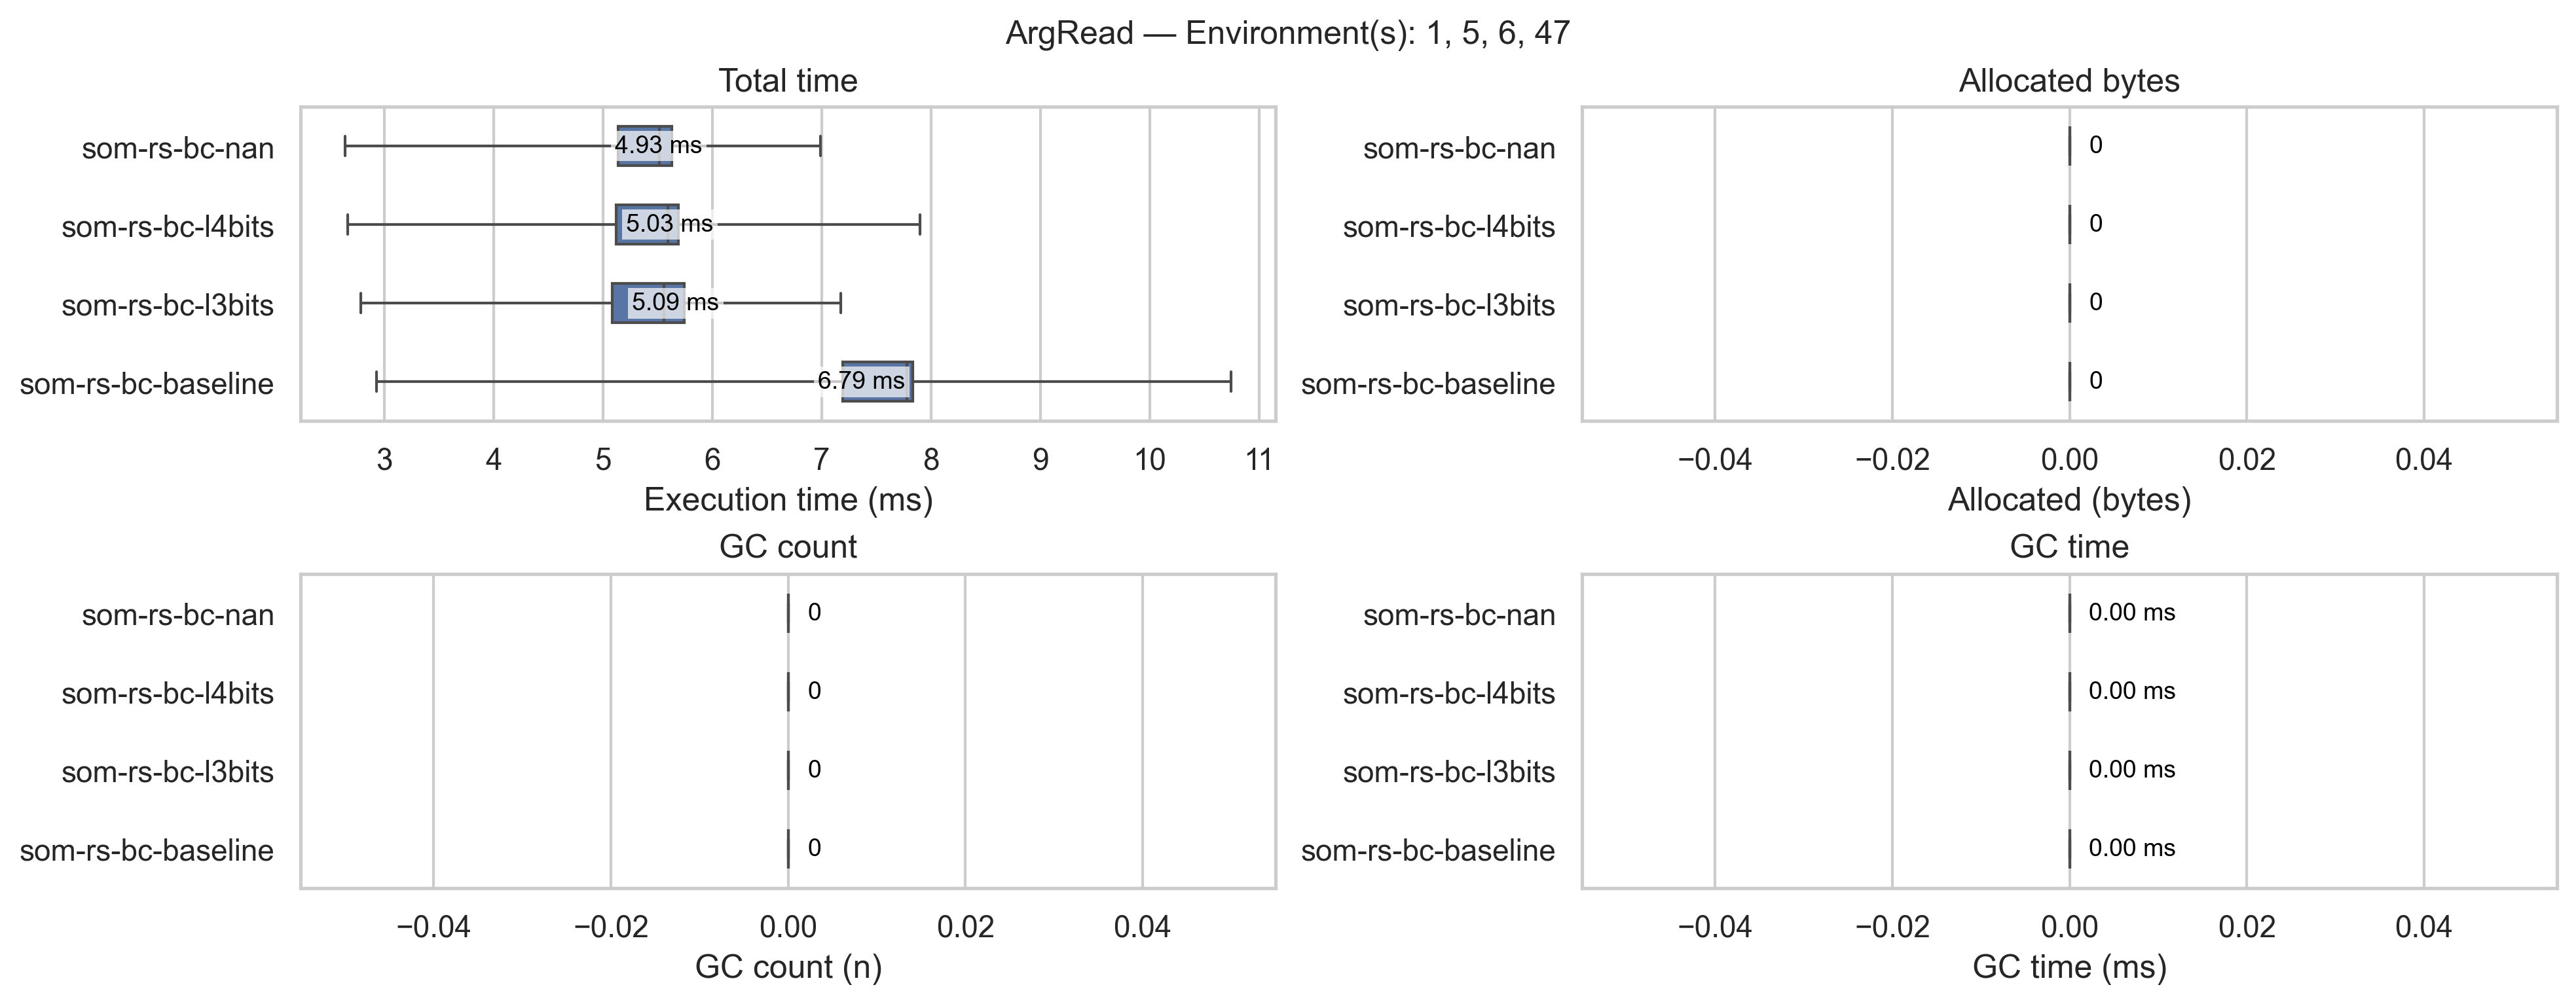 ArgRead — Environment(s): 1, 5, 6, 47
Total time
som-rs-bc-nan
4.93 ms
som-rs-bc-l4bits
5.03 ms
som-rs-bc-l3bits
5.09 ms
som-rs-bc-baseline
6.79 ms
3 4 5 6 7 8 9 10 11
Execution time (ms)
Allocated bytes
som-rs-bc-nan
0
som-rs-bc-l4bits
0
som-rs-bc-l3bits
0
som-rs-bc-baseline
0
−0.04 −0.02 0.00 0.02 0.04
Allocated (bytes)
GC count
som-rs-bc-nan
0
som-rs-bc-l4bits
0
som-rs-bc-l3bits
0
som-rs-bc-baseline
0
−0.04 −0.02 0.00 0.02 0.04
GC count (n)
GC time
som-rs-bc-nan
0.00 ms
som-rs-bc-l4bits
0.00 ms
som-rs-bc-l3bits
0.00 ms
som-rs-bc-baseline
0.00 ms
−0.04 −0.02 0.00 0.02 0.04
GC time (ms)